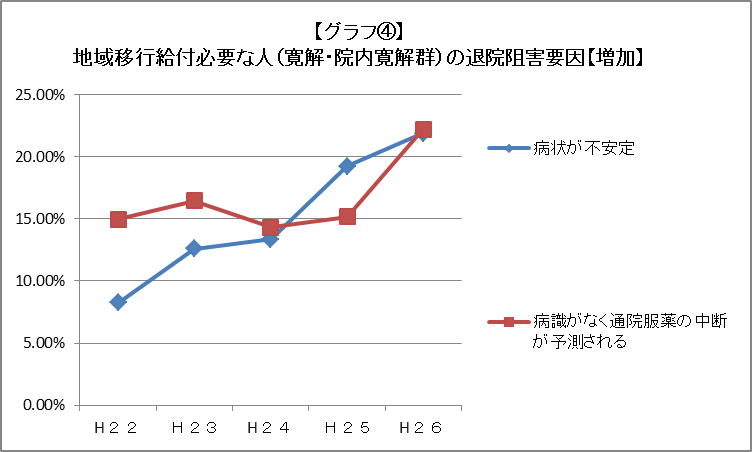 【グラフ④】
地域移行給付必要な人（寛解・院内寛解群）の退院阻害要因【増加】
25.00%
20.00%
15.00%
10.00%
5.00%
0.00%
H２２
H２３
H２４
H２５
H２６
病状が不安定
病識がなく通院服薬の中断
が予測される